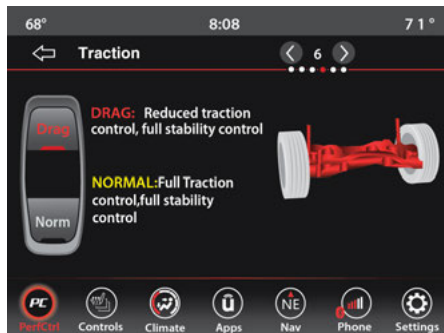 68° 8:08 71°
Traction 6
DRAG: Reduced traction
control, full stability control
Drag
NORMAL:Full Traction
control,full stability
control
Norm
PC û NE
PerfCtrl Controls Climate Apps Nav Phone Settings